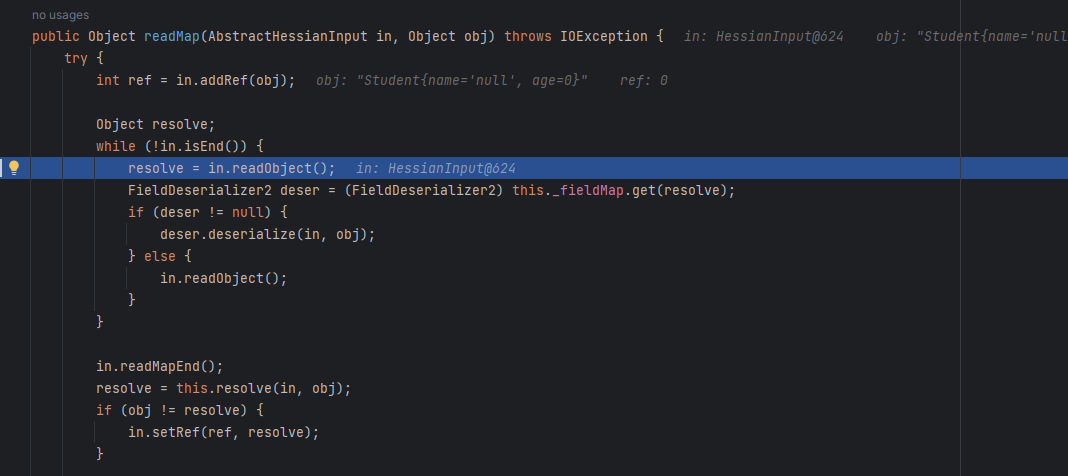 no usages
public Object readMap(AbstractHessianInput in, Object obj) throws IOException {   in: HessianInput@624    obj: "Student{name='null
try {
int ref = in.addRef(obj);   obj: "Student{name='null', age=0}"    ref: 0
Object resolve;
while (!in.isEnd()) {
resolve = in.readObject();   in: HessianInput@624
FieldDeserializer2 deser = (FieldDeserializer2) this._fieldMap.get(resolve);
if (deser != null) {
deser.deserialize(in, obj);
} else {
in.readObject();
}
}
in.readMapEnd();
resolve = this.resolve(in, obj);
if (obj != resolve) {
in.setRef(ref, resolve);
}